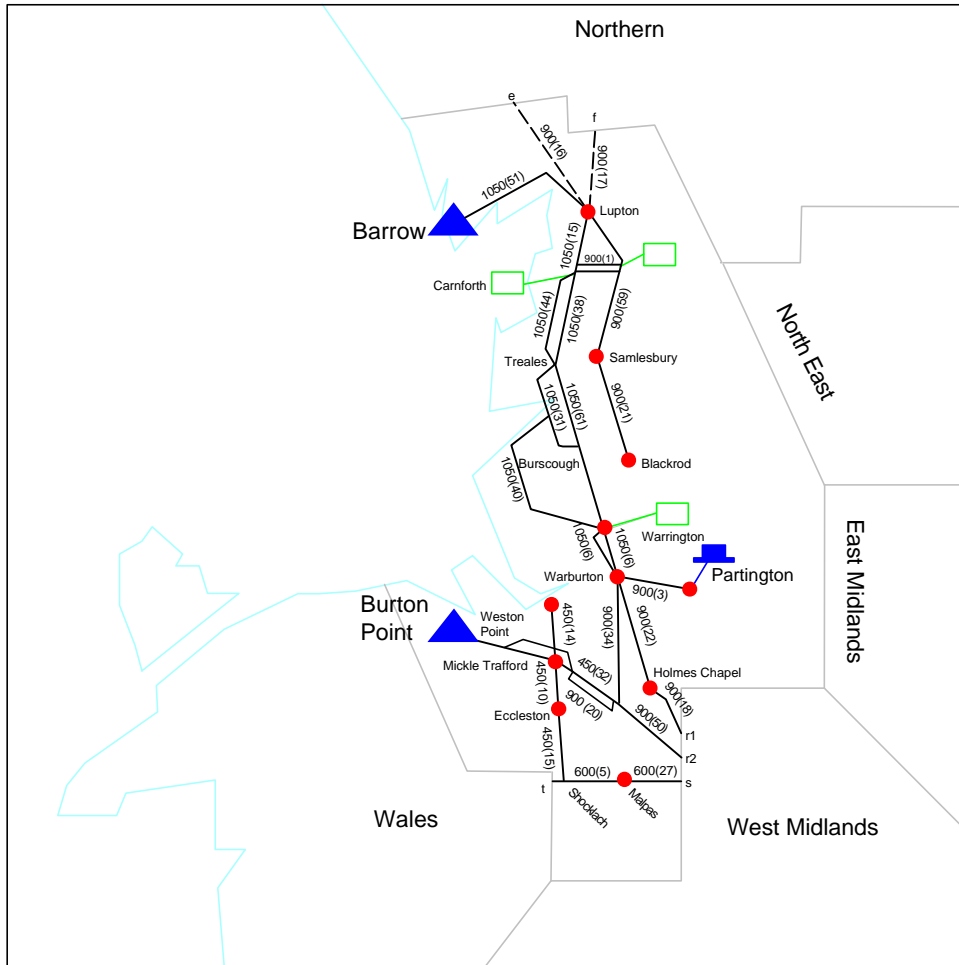 Northern
e
f
900(16)
900(17)
1050(51)
Lupton
Barrow
1050(15)
900(1)
Carnforth
1050(44)
1050(38)
900(59)
North East
Treales
Samlesbury
1050(31)
1050(61)
900(21)
Burscough
Blackrod
1050(40)
1050(6)
1050(6)
Warrington
East Midlands
Warburton
900(3)
Partington
Burton
Point
Weston
Point
450(14)
900(34)
900(22)
Mickle Trafford
450(32)
Holmes Chapel
450(10)
900 (20)
900(18)
Eccleston
900(50)
r1
450(15)
r2
t
600(5)
600(27)
s
Shocklach
Malpas
Wales
West Midlands